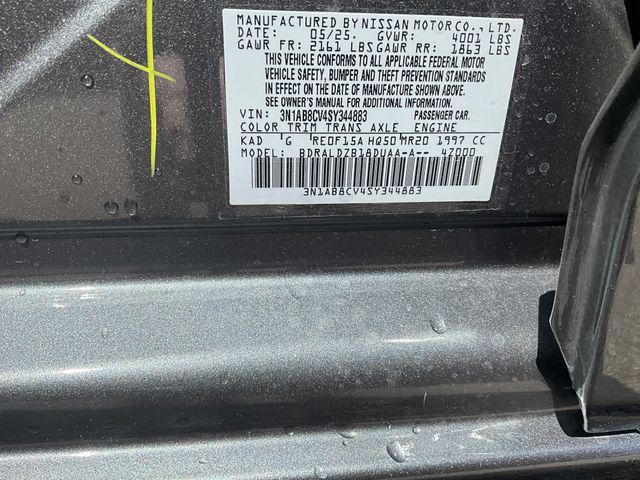 MANUFACTURED BY NISSAN MOTOR CO., LTD.
DATE: 05/25. GVWR: 4001 LBS
GAWR FR: 2161 LBS GAWR RR: 1863 LBS
THIS VEHICLE CONFORMS TO ALL APPLICABLE FEDERAL MOTOR
VEHICLE SAFETY, BUMPER AND THEFT PREVENTION STANDARDS
IN EFFECT ON THE DATE OF MANUFACTURE SHOWN ABOVE.
SEE OWNER'S MANUAL FOR ADDITIONAL INFORMATION.
VIN: 3N1AB8CV4SY344883 PASSENGER CAR.
COLOR TRIM TRANS AXLE ENGINE
KAD G RE0F15A HQ50 MR20 1997 CC
MODEL: BDRALDZB18DUAA-A-- 4Z000
3N1AB8CV4SY344883